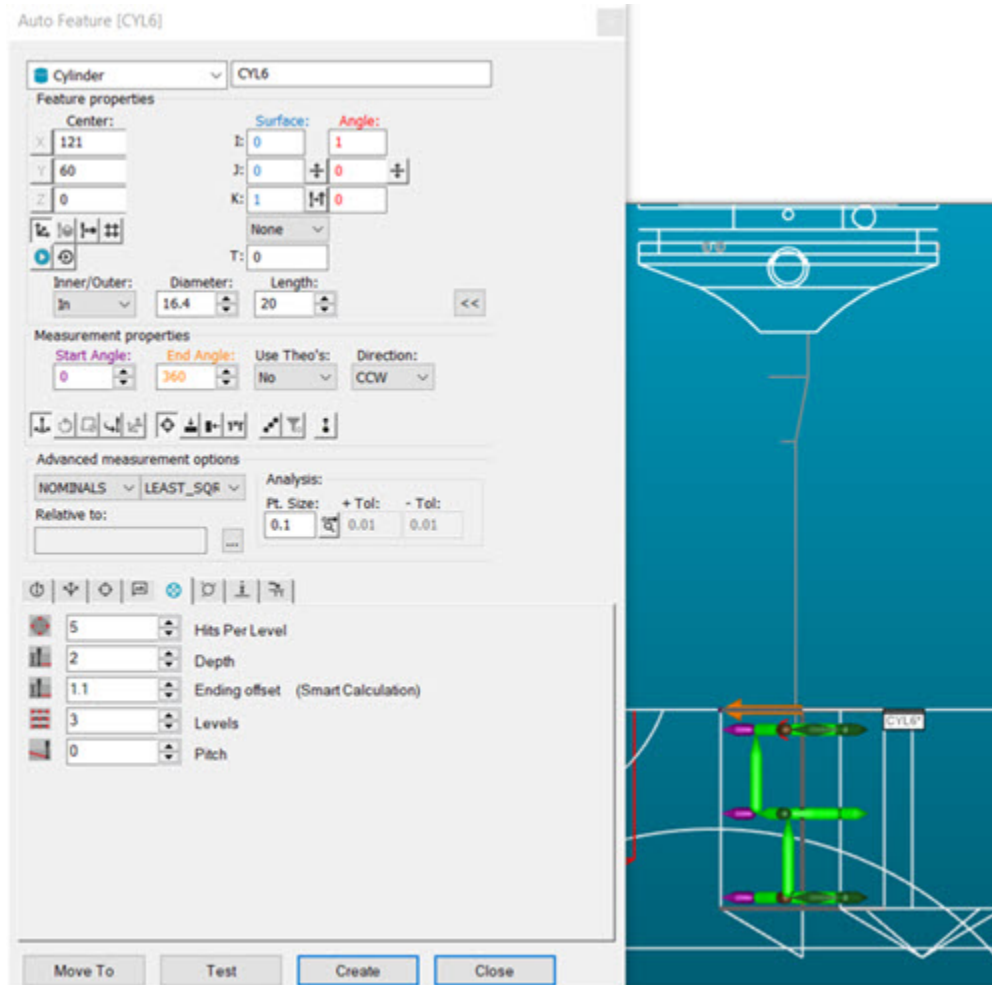 Auto Feature [CYL6]
Cylinder CYL6
Feature properties
Center: Surface: Angle:
X 121 I: 0 1
Y 60 J: 0 0
Z 0 K: 1 0
None
T: 0
Inner/Outer: Diameter: Length:
In 16.4 20 <<
Measurement properties
Start Angle: End Angle: Use Theo's: Direction:
0 360 No CCW
Advanced measurement options
NOMINALS LEAST_SQR Analysis:
Pt. Size: + Tol: - Tol:
Relative to: 0.1 0.01 0.01
...
5 Hits Per Level
2 Depth
1.1 Ending offset (Smart Calculation)
3 Levels
0 Pitch
Move To Test Create Close
CYL6*